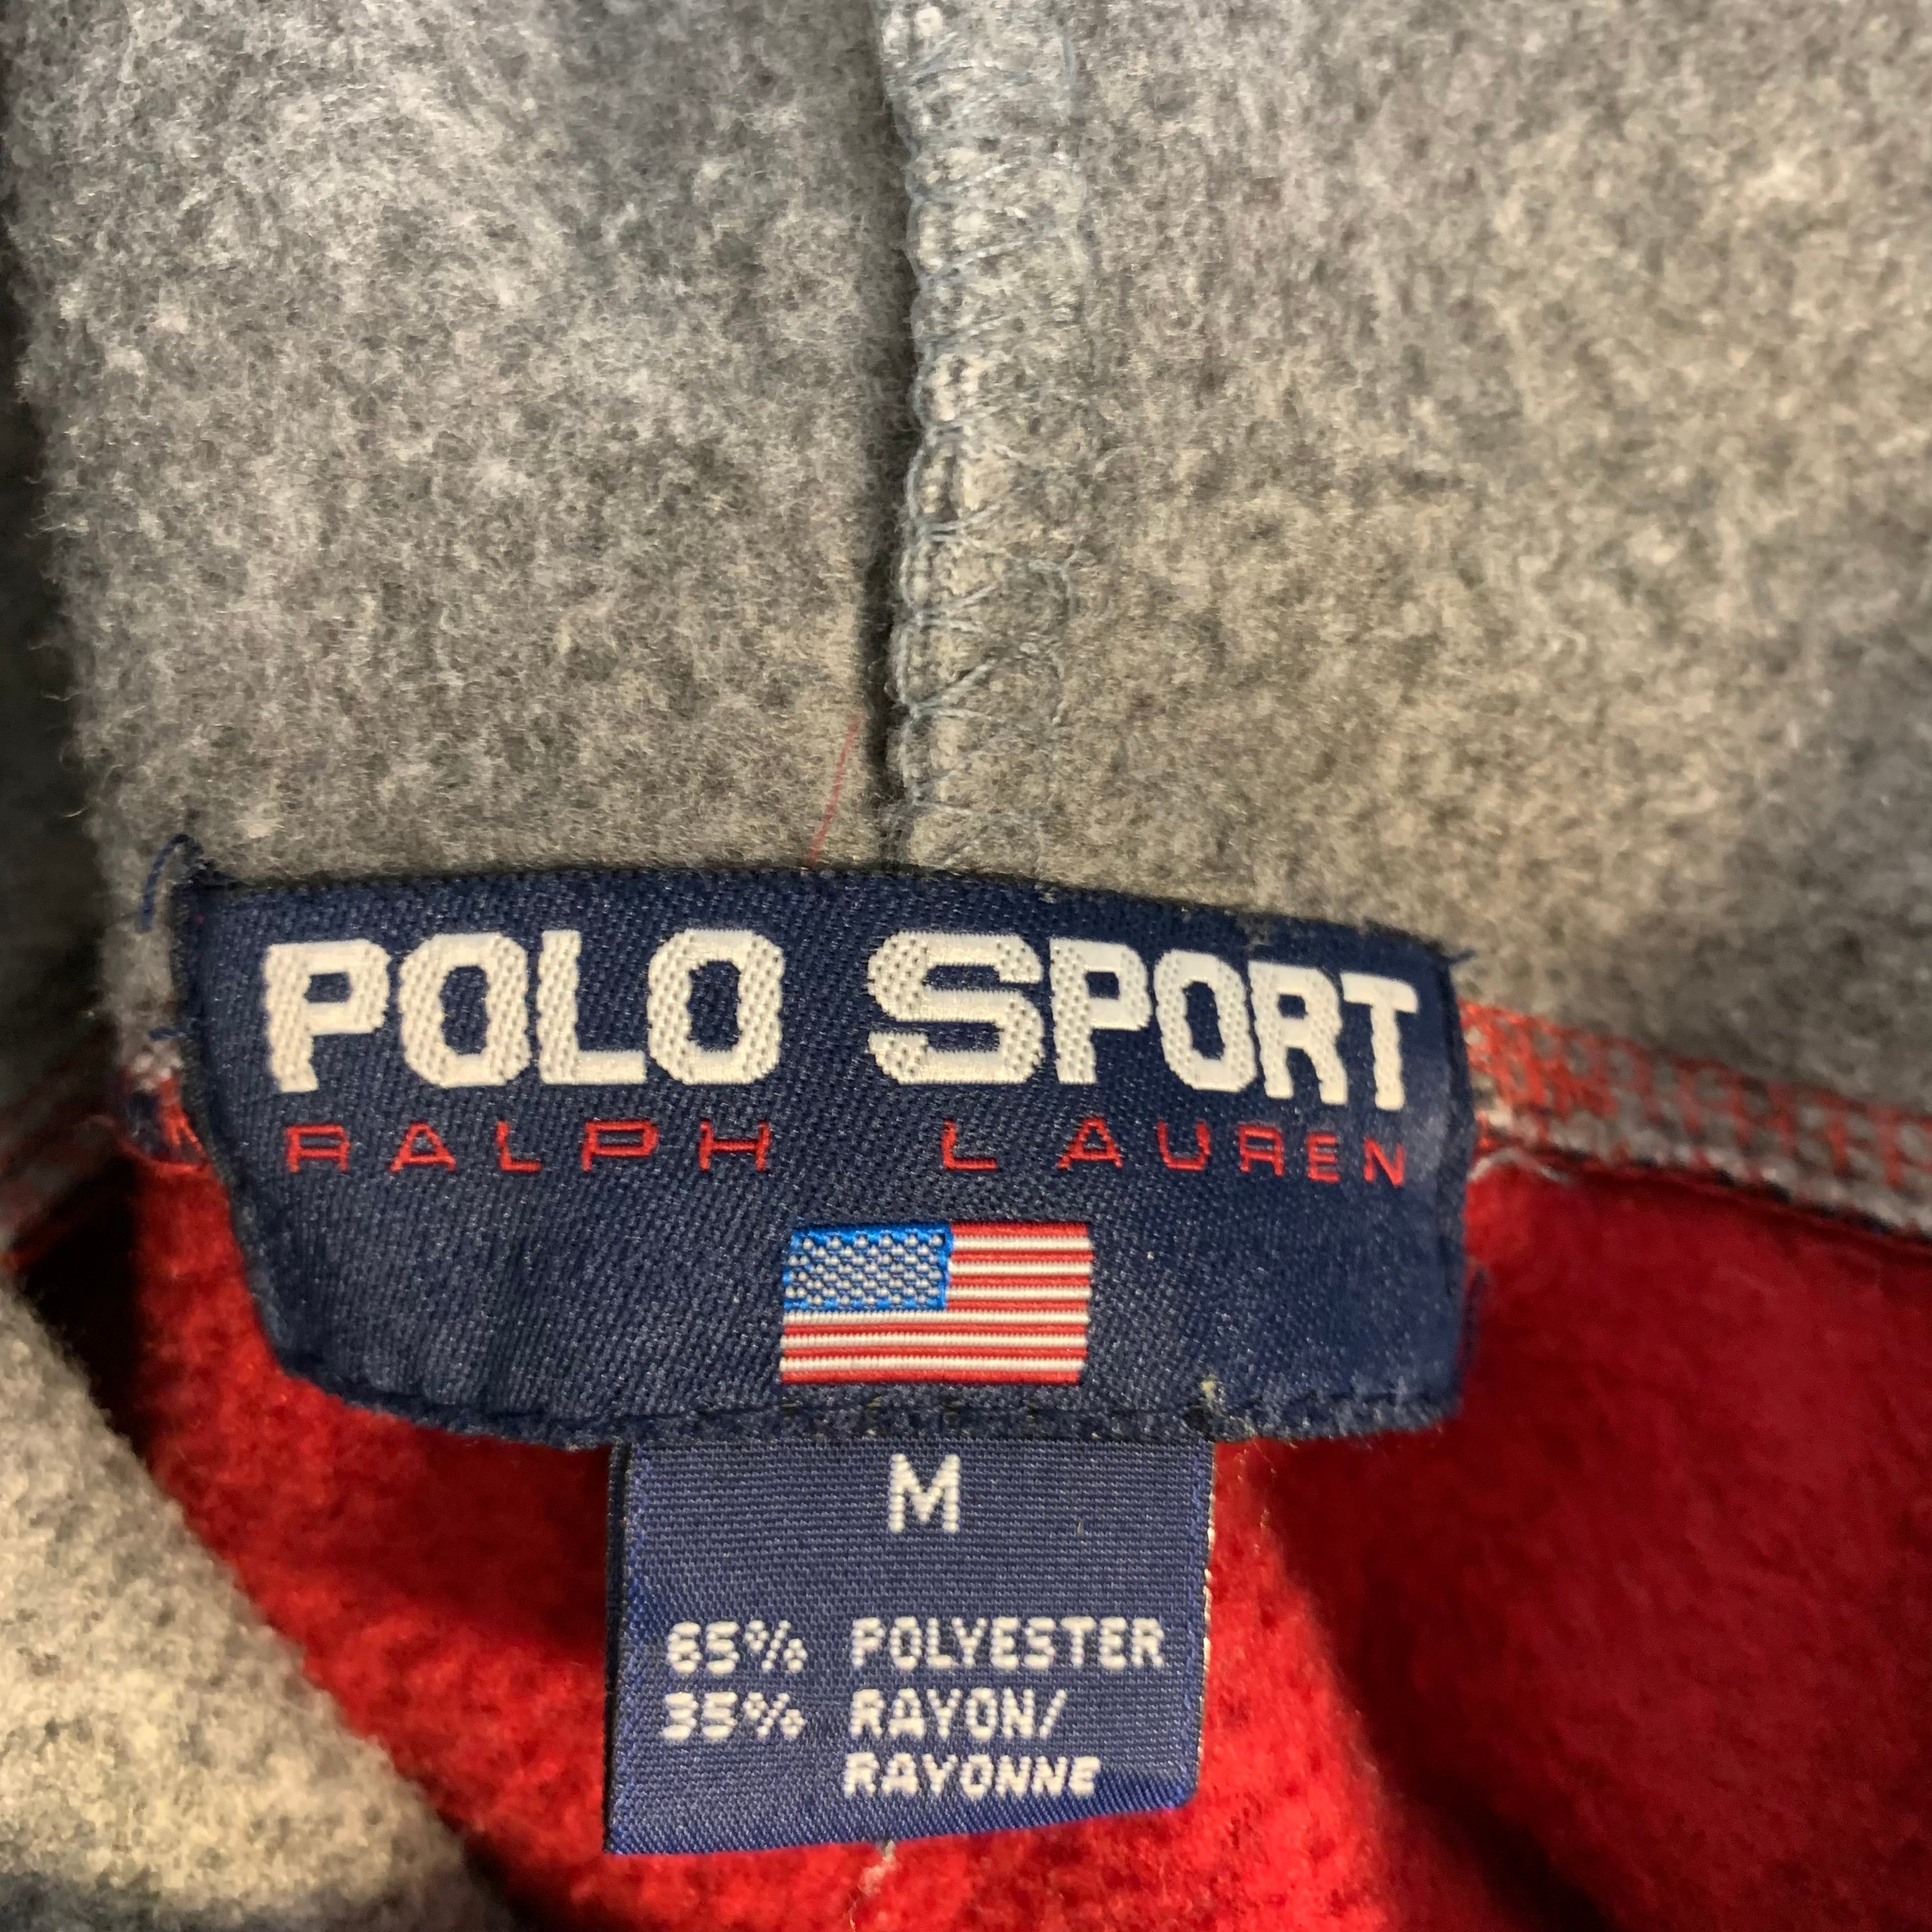 POLO SPORT
RALPH LAUREN
M
65% POLYESTER
35% RAYON/
RAYONNE